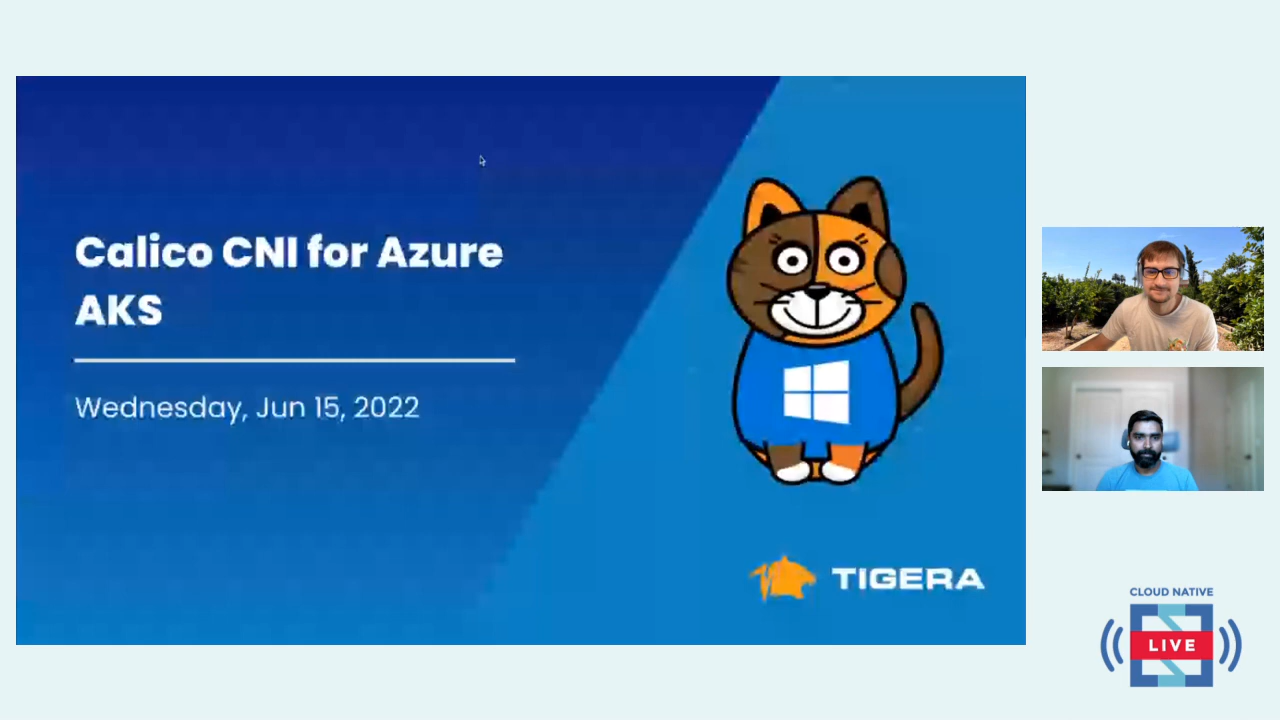 Calico CNI for Azure
AKS
Wednesday, Jun 15, 2022
TIGERA
CLOUD NATIVE
LIVE